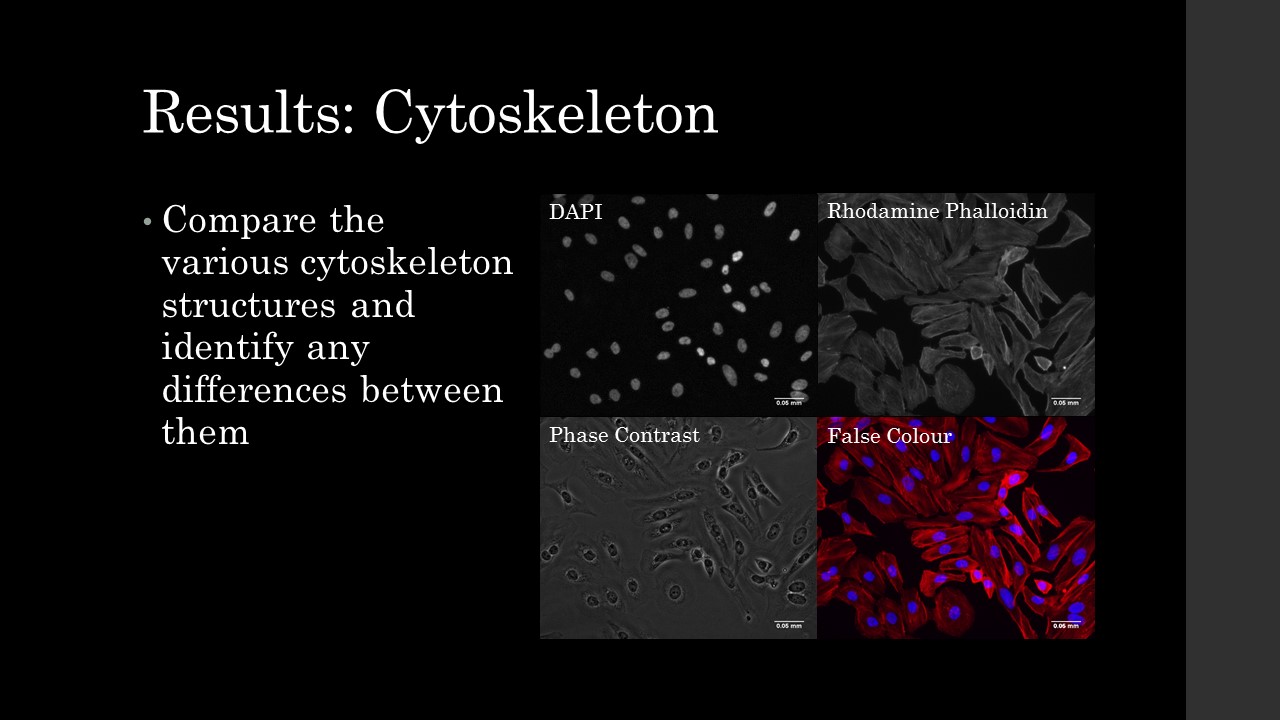 Results: Cytoskeleton
• Compare the
various cytoskeleton
structures and
identify any
differences between
them
DAPI
Rhodamine Phalloidin
0.05 mm
0.05 mm
Phase Contrast
False Colour
0.05 mm
0.05 mm